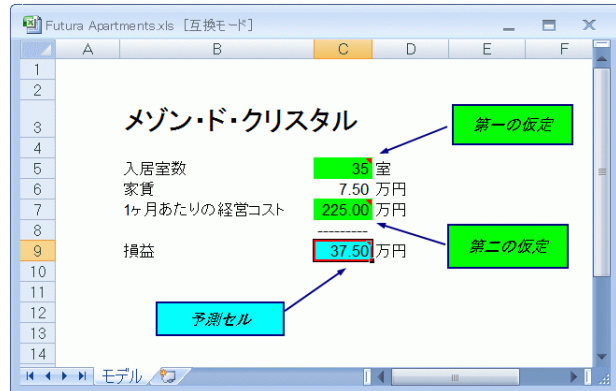 Futura Apartments.xls [互換モード]
A B C D E F
1
2
3 メゾン・ド・クリスタル 第一の仮定
4
5 入居室数 35 室
6 家賃 7.50 万円
7 1ヶ月あたりの経営コスト 225.00 万円
8 ---------
9 損益 37.50 万円 第二の仮定
10
11
12 予測セル
13
14
モデル